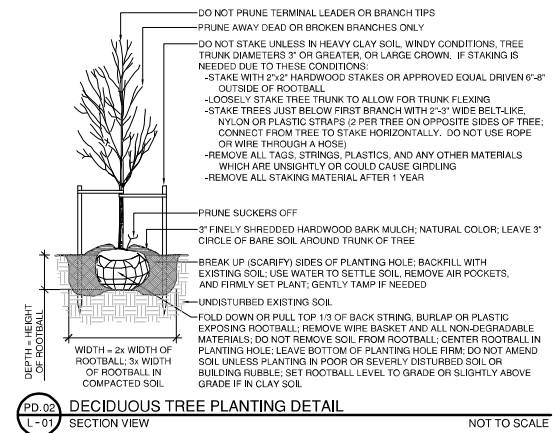 DO NOT PRUNE TERMINAL LEADER OR BRANCH TIPS
PRUNE AWAY DEAD OR BROKEN BRANCHES ONLY
DO NOT STAKE UNLESS IN HEAVY CLAY SOIL, WINDY CONDITIONS, TREE
TRUNK DIAMETERS 3" OR GREATER, OR LARGE CROWN. IF STAKING IS
NEEDED DUE TO THESE CONDITIONS:
-STAKE WITH 2"x2" HARDWOOD STAKES OR APPROVED EQUAL DRIVEN 6"-8"
OUTSIDE OF ROOTBALL
-LOOSELY STAKE TREE TRUNK TO ALLOW FOR TRUNK FLEXING
-STAKE TREES JUST BELOW FIRST BRANCH WITH 2"-3" WIDE BELT-LIKE,
NYLON OR PLASTIC STRAPS (2 PER TREE ON OPPOSITE SIDES OF TREE;
CONNECT FROM TREE TO STAKE HORIZONTALLY. DO NOT USE ROPE
OR WIRE THROUGH A HOSE)
-REMOVE ALL TAGS, STRINGS, PLASTICS, AND ANY OTHER MATERIALS
WHICH ARE UNSIGHTLY OR COULD CAUSE GIRDLING
-REMOVE ALL STAKING MATERIAL AFTER 1 YEAR
PRUNE SUCKERS OFF
3" FINELY SHREDDED HARDWOOD BARK MULCH; NATURAL COLOR; LEAVE 3"
CIRCLE OF BARE SOIL AROUND TRUNK OF TREE
BREAK UP (SCARIFY) SIDES OF PLANTING HOLE; BACKFILL WITH
EXISTING SOIL; USE WATER TO SETTLE SOIL, REMOVE AIR POCKETS,
AND FIRMLY SET PLANT; GENTLY TAMP IF NEEDED
UNDISTURBED EXISTING SOIL
FOLD DOWN OR PULL TOP 1/3 OF BACK STRING, BURLAP OR PLASTIC
EXPOSING ROOTBALL; REMOVE WIRE BASKET AND ALL NON-DEGRADABLE
MATERIALS; DO NOT REMOVE SOIL FROM ROOTBALL; CENTER ROOTBALL IN
PLANTING HOLE; LEAVE BOTTOM OF PLANTING HOLE FIRM; DO NOT AMEND
SOIL UNLESS PLANTING IN POOR OR SEVERLY DISTURBED SOIL OR
BUILDING RUBBLE; SET ROOTBALL LEVEL TO GRADE OR SLIGHTLY ABOVE
GRADE IF IN CLAY SOIL
DEPTH = HEIGHT
OF ROOTBALL
WIDTH = 2x WIDTH OF
ROOTBALL; 3x WIDTH
OF ROOTBALL IN
COMPACTED SOIL
PD.02
L-01
DECIDUOUS TREE PLANTING DETAIL
SECTION VIEW
NOT TO SCALE